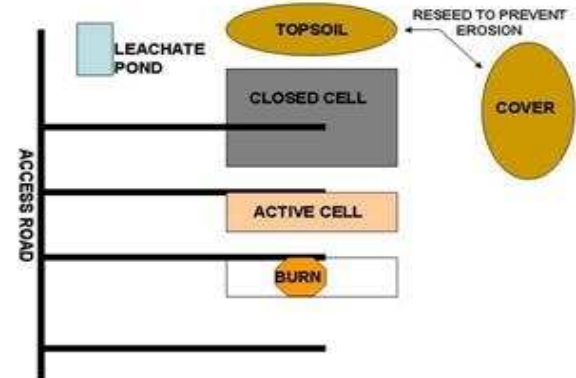 RESEED TO PREVENT
EROSION
TOPSOIL
LEACHATE
POND
CLOSED CELL
COVER
ACCESS ROAD
ACTIVE CELL
BURN